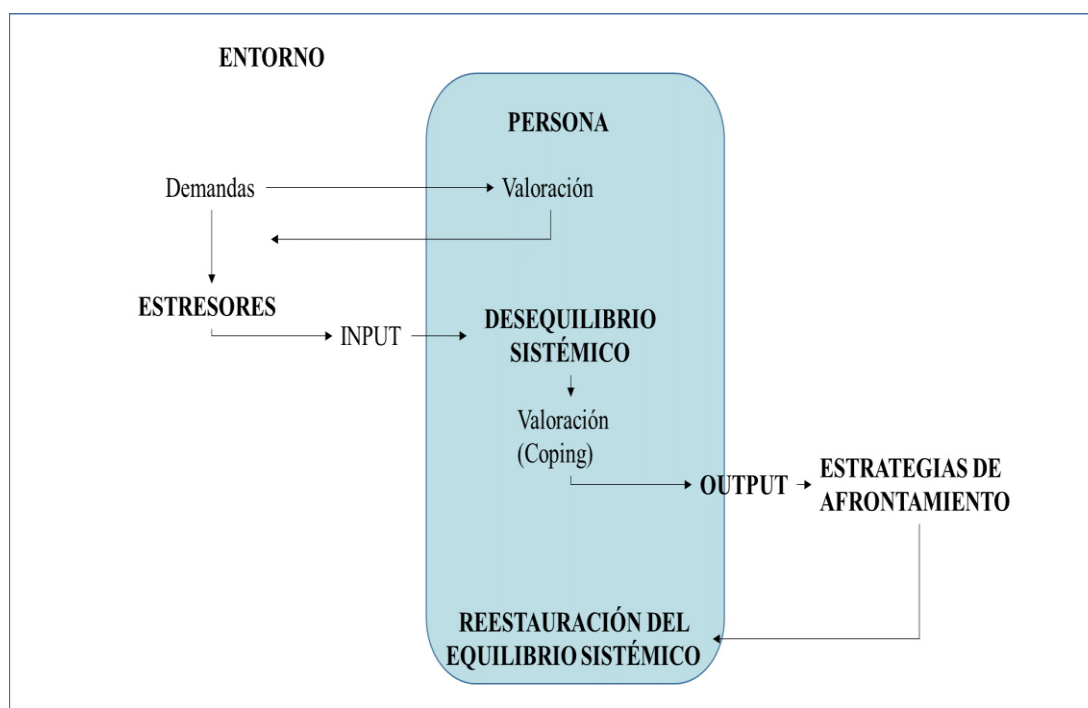 ENTORNO
PERSONA
Demandas
Valoración
ESTRESORES
INPUT
DESEQUILIBRIO
SISTÉMICO
Valoración
(Coping)
OUTPUT
ESTRATEGIAS DE
AFRONTAMIENTO
REESTAURACIÓN DEL
EQUILIBRIO SISTÉMICO